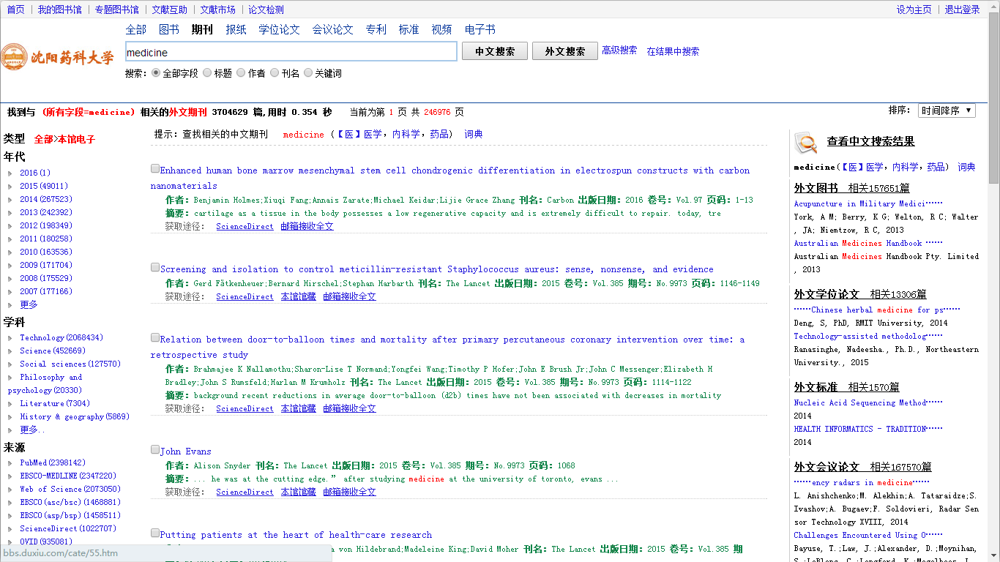 首页 | 我的图书馆 | 专题图书馆 | 文献互助 | 文献市场 | 论文检测
设为主页 | 退出登录
全部 图书 期刊 报纸 学位论文 会议论文 专利 标准 视频 电子书
沈阳药科大学
medicine 中文搜索 外文搜索 高级搜索 在结果中搜索
搜索: 全部字段 标题 作者 刊名 关键词
找到与 (所有字段=medicine) 相关的外文期刊 3704629 篇,用时 0.354 秒 当前为第 1 页 共 246976 页
排序: 时间降序
类型 全部>本馆电子
年代
2016(1)
2015(49011)
2014(267523)
2013(242392)
2012(198349)
2011(180258)
2010(163536)
2009(171704)
2008(175529)
2007(177166)
更多
学科
Technology(2068434)
Science(452669)
Social sciences(127570)
Philosophy and
psychology(20330)
Literature(7304)
History & geography(5869)
更多..
来源
PubMed(2398142)
EBSCO-MEDLINE(2347220)
Web of Science(2073050)
EBSCO(asc/bsc)(1468881)
EBSCO(asp/bsp)(1458511)
ScienceDirect(1022707)
OVID(935081)
bbs.duxiu.com/cate/55.htm
提示：查找相关的中文期刊 medicine (【医】医学，内科学，药品) 词典
Enhanced human bone marrow mesenchymal stem cell chondrogenic differentiation in electrospun constructs with carbon
nanomaterials
作者：Benjamin Holmes;Xiuqi Fang;Annais Zarate;Michael Keidar;Lijie Grace Zhang 刊名：Carbon 出版日期：2016 卷号：Vol.97 页码：1-13
摘要：cartilage as a tissue in the body possesses a low regenerative capacity and is extremely difficult to repair. today, tre
获取途径： ScienceDirect 邮箱接收全文
Screening and isolation to control meticillin-resistant Staphylococcus aureus: sense, nonsense, and evidence
作者：Gerd Fätkenheuer;Bernard Hirschel;Stephan Harbarth 刊名：The Lancet 出版日期：2015 卷号：Vol.385 期号：No.9973 页码：1146-1149
获取途径： ScienceDirect 本馆馆藏 邮箱接收全文
Relation between door-to-balloon times and mortality after primary percutaneous coronary intervention over time: a
retrospective study
作者：Brahmajee K Nallamothu;Sharon-Lise T Normand;Yongfei Wang;Timothy P Hofer;John E Brush Jr;John C Messenger;Elizabeth H
Bradley;John S Rumsfeld;Harlan M Krumholz 刊名：The Lancet 出版日期：2015 卷号：Vol.385 期号：No.9973 页码：1114-1122
摘要：background recent reductions in average door-to-balloon (d2b) times have not been associated with decreases in mortality
获取途径： ScienceDirect 本馆馆藏 邮箱接收全文
John Evans
作者：Alison Snyder 刊名：The Lancet 出版日期：2015 卷号：Vol.385 期号：No.9973 页码：1068
摘要：... he was at the cutting edge.” after studying medicine at the university of toronto, evans ...
获取途径： ScienceDirect 本馆馆藏 邮箱接收全文
Putting patients at the heart of health-care research
von Hildebrand;Madeleine King;David Moher 刊名：The Lancet 出版日期：2015 卷号：Vol.385 期
查看中文搜索结果
medicine(【医】医学，内科学，药品) 词典
外文图书 相关157651篇
Acupuncture in Military Medici······
York, A M; Berry, K G; Welton, R C; Walter
, JA; Niemtzow, R C, 2013
Australian Medicines Handbook ······
Australian Medicines Handbook Pty. Limited
, 2013
外文学位论文 相关13306篇
······Chinese herbal medicine for ps······
Deng, S, PhD, RMIT University, 2014
Technology-assisted methodolog······
Ranasinghe, Nadeesha., Ph.D., Northeastern
University., 2015
外文标准 相关1570篇
Nucleic Acid Sequencing Method······
2014
HEALTH INFORMATICS - TRADITION······
2014
外文会议论文 相关167570篇
······ency radars in medicine······
L. Anishchenko;M. Alekhin;A. Tataraidze;S.
Ivashov;A. Bugaev;F. Soldovieri, Radar Sen
sor Technology XVIII, 2014
Challenges Encountered Using O······
Bayuse, T.;Law, J.;Alexander, D.;Moynihan,